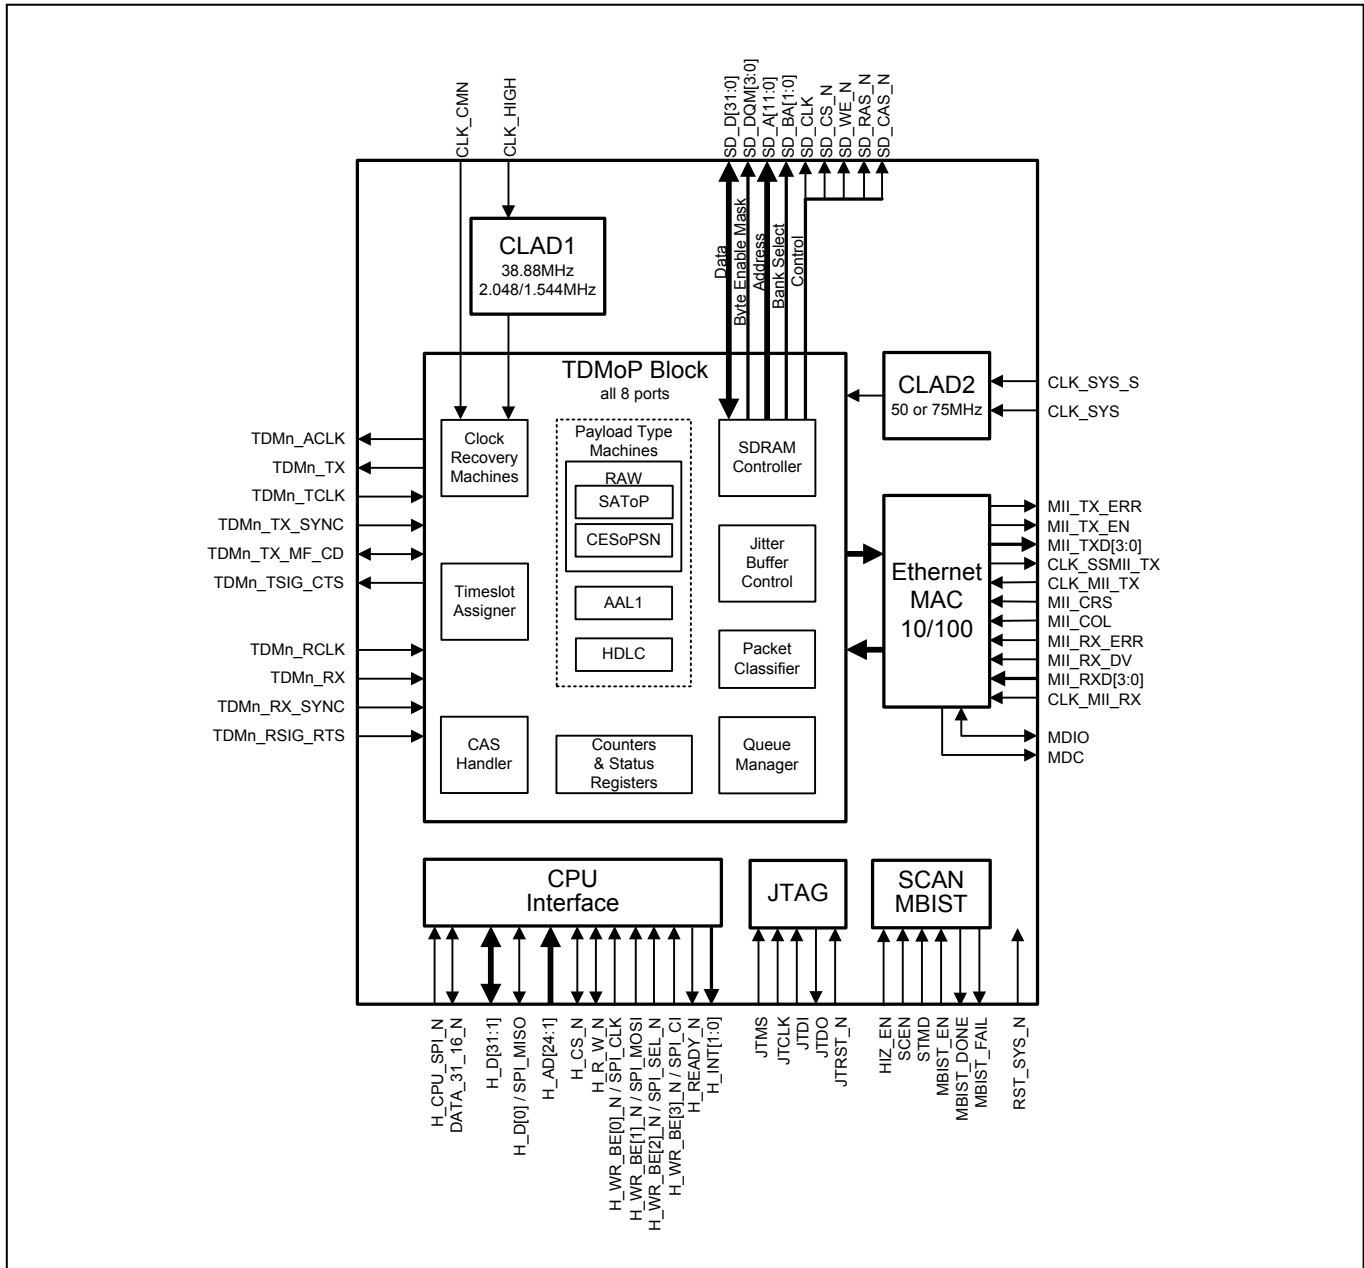 CLK_CMN
CLK_HIGH
SD_D[31:0]
SD_DQM[3:0]
SD_A[11:0]
SD_BA[1:0]
SD_CLK
SD_CS_N
SD_WE_N
SD_RAS_N
SD_CAS_N
CLAD1
38.88MHz
2.048/1.544MHz
Data
Byte Enable Mask
Address
Bank Select
Control
TDMoP Block
all 8 ports
CLAD2
50 or 75MHz
CLK_SYS_S
CLK_SYS
Clock
Recovery
Machines
Payload Type
Machines
RAW
SAToP
CESoPSN
AAL1
HDLC
SDRAM
Controller
Jitter
Buffer
Control
Timeslot
Assigner
Packet
Classifier
CAS
Handler
Counters
& Status
Registers
Queue
Manager
TDMn_ACLK
TDMn_TX
TDMn_TCLK
TDMn_TX_SYNC
TDMn_TX_MF_CD
TDMn_TSIG_CTS
TDMn_RCLK
TDMn_RX
TDMn_RX_SYNC
TDMn_RSIG_RTS
Ethernet
MAC
10/100
MII_TX_ERR
MII_TX_EN
MII_TXD[3:0]
CLK_SSMII_TX
CLK_MII_TX
MII_CRS
MII_COL
MII_RX_ERR
MII_RX_DV
MII_RXD[3:0]
CLK_MII_RX
MDIO
MDC
CPU
Interface
JTAG
SCAN
MBIST
H_CPU_SPI_N
DATA_31_16_N
H_D[31:1]
H_D[0] / SPI_MISO
H_AD[24:1]
H_CS_N
H_R_W_N
H_WR_BE[0]_N / SPI_CLK
H_WR_BE[1]_N / SPI_MOSI
H_WR_BE[2]_N / SPI_SEL_N
H_WR_BE[3]_N / SPI_CI
H_READY_N
H_INT[1:0]
JTMS
JTCLK
JTDI
JTDO
JTRST_N
HIZ_EN
SCEN
STMD
MBIST_EN
MBIST_DONE
MBIST_FAIL
RST_SYS_N